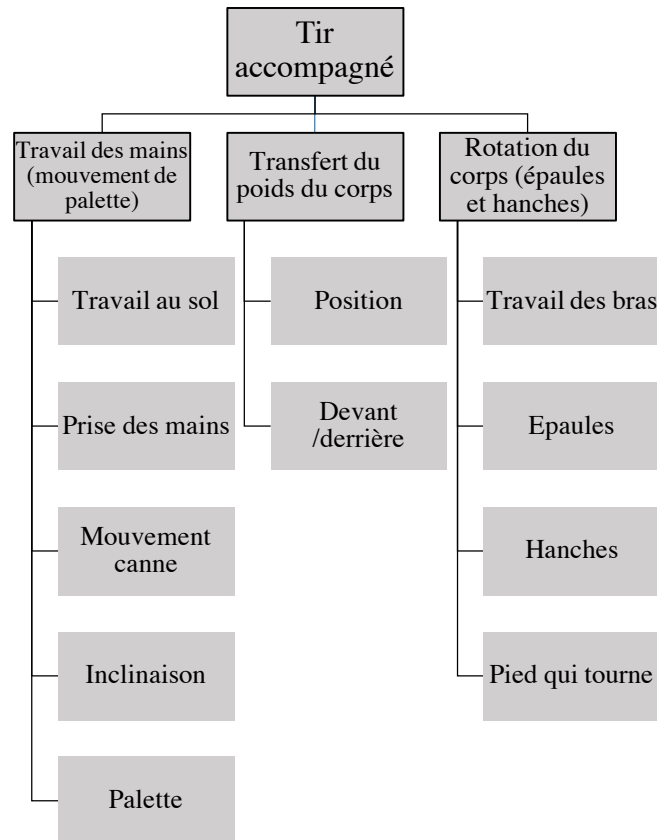 Tir
accompagné
Travail des mains
(mouvement de
palette)
Travail au sol
Prise des mains
Mouvement
canne
Inclinaison
Palette
Transfert du
poids du corps
Position
Devant
/derrière
Rotation du
corps (épaules
et hanches)
Travail des bras
Epaules
Hanches
Pied qui tourne